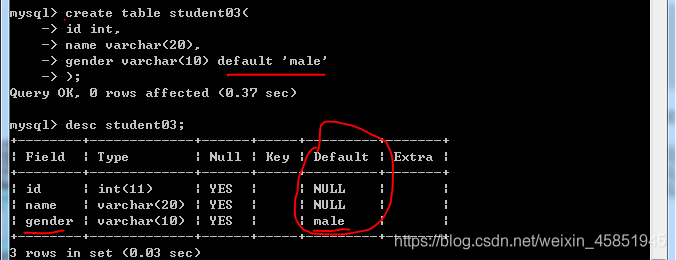 mysql> create table student03(
    -> id int,
    -> name varchar(20),
    -> gender varchar(10) default 'male'
    -> );
Query OK, 0 rows affected (0.37 sec)
mysql> desc student03;
+--------+-------------+------+-----+---------+-------+
| Field  | Type        | Null | Key | Default | Extra |
+--------+-------------+------+-----+---------+-------+
| id     | int(11)     | YES  |     | NULL    |       |
| name   | varchar(20) | YES  |     | NULL    |       |
| gender | varchar(10) | YES  |     | male    |       |
+--------+-------------+------+-----+---------+-------+
3 rows in set (0.03 sec)
https://blog.csdn.net/weixin_45851945